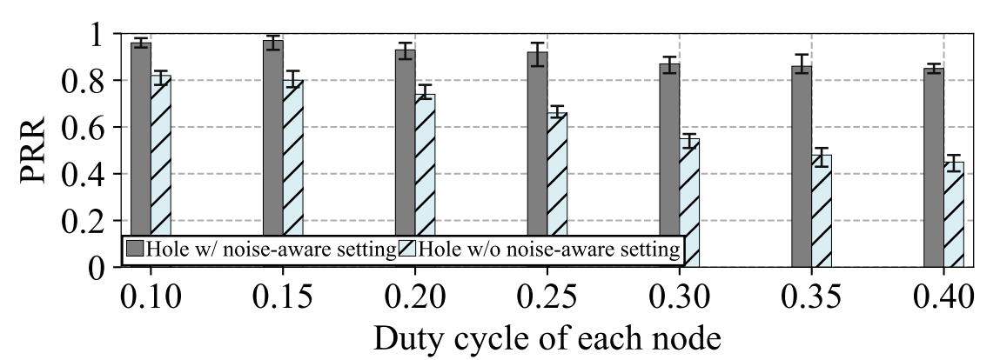 PRR
1
0.8
0.6
0.4
0.2
0
Hole w/ noise-aware setting Hole w/o noise-aware setting
0.10 0.15 0.20 0.25 0.30 0.35 0.40
Duty cycle of each node